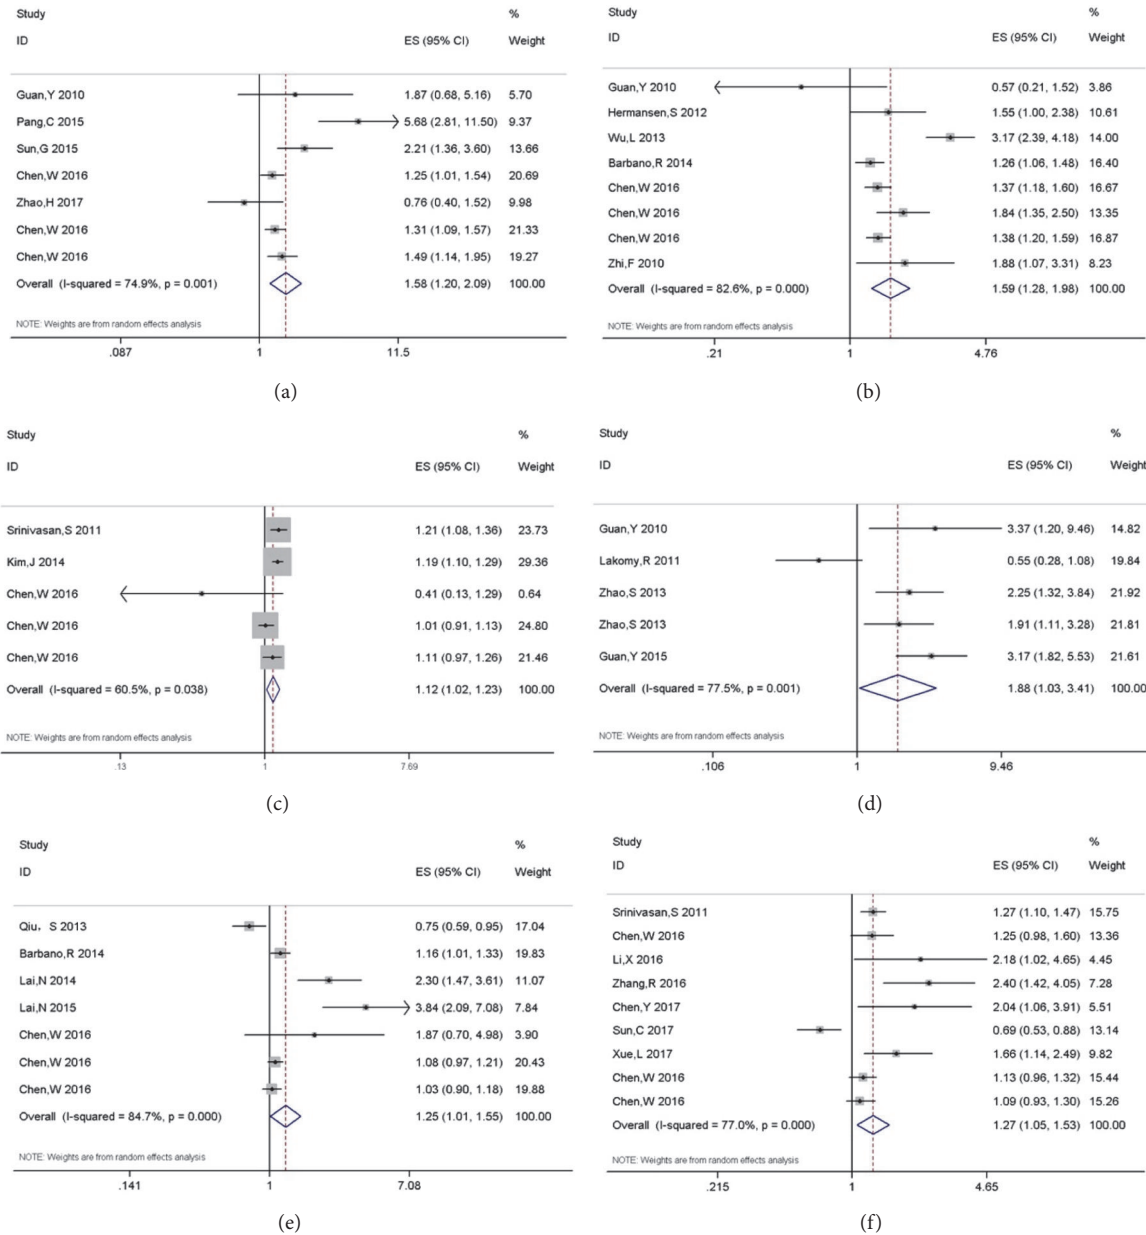 Study %
ID ES (95% CI) Weight
Guan,Y 2010 1.87 (0.68, 5.16) 5.70
Pang,C 2015 5.68 (2.81, 11.50) 9.37
Sun,G 2015 2.21 (1.36, 3.60) 13.66
Chen,W 2016 1.25 (1.01, 1.54) 20.69
Zhao,H 2017 0.76 (0.40, 1.52) 9.98
Chen,W 2016 1.31 (1.09, 1.57) 21.33
Chen,W 2016 1.49 (1.14, 1.95) 19.27
Overall (I-squared = 74.9%, p = 0.001) 1.58 (1.20, 2.09) 100.00
NOTE: Weights are from random effects analysis
.087 1 11.5
(a)
Study %
ID ES (95% CI) Weight
Guan,Y 2010 0.57 (0.21, 1.52) 3.86
Hermansen,S 2012 1.55 (1.00, 2.38) 10.61
Wu,L 2013 3.17 (2.39, 4.18) 14.00
Barbano,R 2014 1.26 (1.06, 1.48) 16.40
Chen,W 2016 1.37 (1.18, 1.60) 16.67
Chen,W 2016 1.84 (1.35, 2.50) 13.35
Chen,W 2016 1.38 (1.20, 1.59) 16.87
Zhi,F 2010 1.88 (1.07, 3.31) 8.23
Overall (I-squared = 82.6%, p = 0.000) 1.59 (1.28, 1.98) 100.00
NOTE: Weights are from random effects analysis
.21 1 4.76
(b)
Study %
ID ES (95% CI) Weight
Srinivasan,S 2011 1.21 (1.08, 1.36) 23.73
Kim,J 2014 1.19 (1.10, 1.29) 29.36
Chen,W 2016 0.41 (0.13, 1.29) 0.64
Chen,W 2016 1.01 (0.91, 1.13) 24.80
Chen,W 2016 1.11 (0.97, 1.26) 21.46
Overall (I-squared = 60.5%, p = 0.038) 1.12 (1.02, 1.23) 100.00
NOTE: Weights are from random effects analysis
.13 1 7.69
(c)
Study %
ID ES (95% CI) Weight
Guan,Y 2010 3.37 (1.20, 9.46) 14.82
Lakomy,R 2011 0.55 (0.28, 1.08) 19.84
Zhao,S 2013 2.25 (1.32, 3.84) 21.92
Zhao,S 2013 1.91 (1.11, 3.28) 21.81
Guan,Y 2015 3.17 (1.82, 5.53) 21.61
Overall (I-squared = 77.5%, p = 0.001) 1.88 (1.03, 3.41) 100.00
NOTE: Weights are from random effects analysis
.106 1 9.46
(d)
Study %
ID ES (95% CI) Weight
Qiu，S 2013 0.75 (0.59, 0.95) 17.04
Barbano,R 2014 1.16 (1.01, 1.33) 19.83
Lai,N 2014 2.30 (1.47, 3.61) 11.07
Lai,N 2015 3.84 (2.09, 7.08) 7.84
Chen,W 2016 1.87 (0.70, 4.98) 3.90
Chen,W 2016 1.08 (0.97, 1.21) 20.43
Chen,W 2016 1.03 (0.90, 1.18) 19.88
Overall (I-squared = 84.7%, p = 0.000) 1.25 (1.01, 1.55) 100.00
NOTE: Weights are from random effects analysis
.141 1 7.08
(e)
Study %
ID ES (95% CI) Weight
Srinivasan,S 2011 1.27 (1.10, 1.47) 15.75
Chen,W 2016 1.25 (0.98, 1.60) 13.36
Li,X 2016 2.18 (1.02, 4.65) 4.45
Zhang,R 2016 2.40 (1.42, 4.05) 7.28
Chen,Y 2017 2.04 (1.06, 3.91) 5.51
Sun,C 2017 0.69 (0.53, 0.88) 13.14
Xue,L 2017 1.66 (1.14, 2.49) 9.82
Chen,W 2016 1.13 (0.96, 1.32) 15.44
Chen,W 2016 1.09 (0.93, 1.30) 15.26
Overall (I-squared = 77.0%, p = 0.000) 1.27 (1.05, 1.53) 100.00
NOTE: Weights are from random effects analysis
.215 1 4.65
(f)